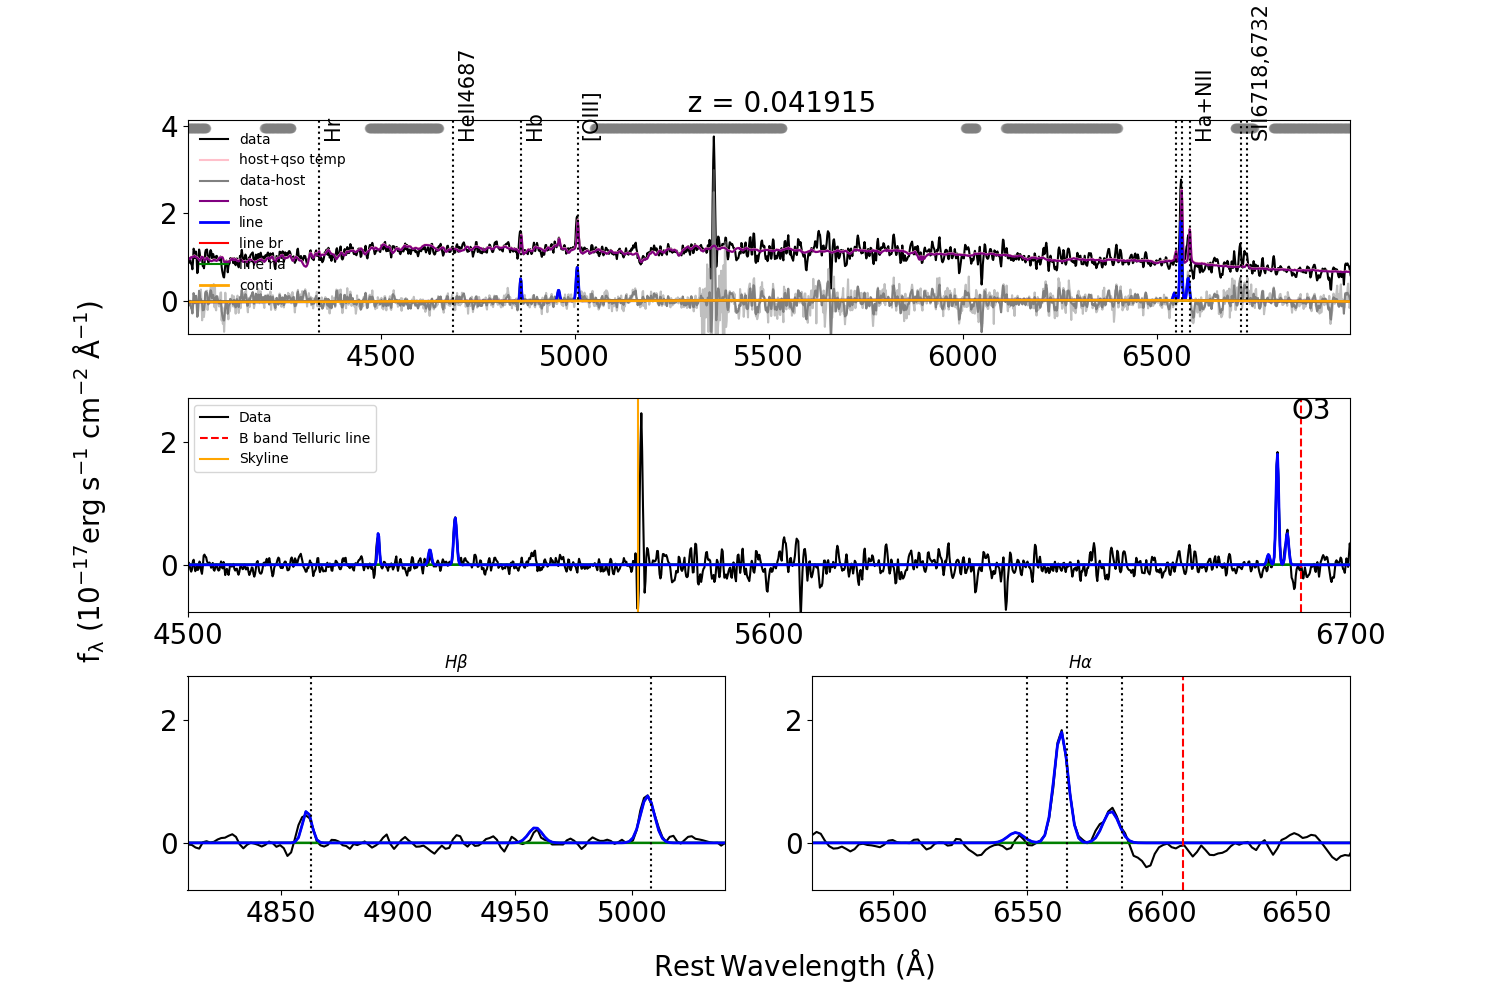 z = 0.041915
Hr
HeII4687
Hb
[OIII]
Ha+NII
SII6718,6732
data
host+qso temp
data-host
host
line
line br
line na
conti
4
2
0
4500 5000 5500 6000 6500
Data
B band Telluric line
Skyline
O3
2
0
4500 5600 6700
fλ (10−17erg s−1 cm−2 Å−1)
Hβ
2
0
4850 4900 4950 5000
Hα
2
0
6500 6550 6600 6650
Rest Wavelength (Å)